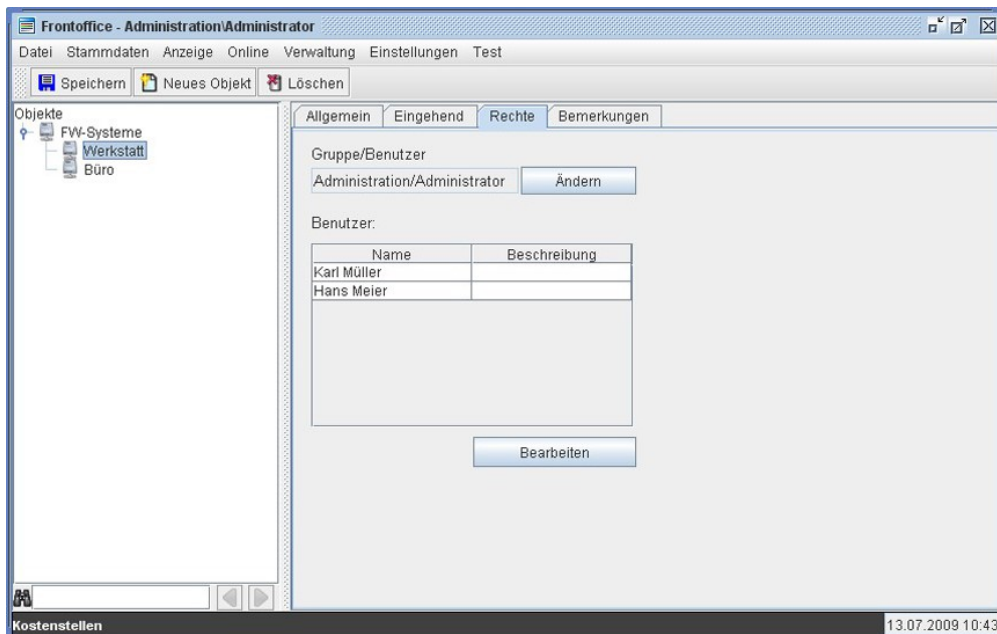 Frontoffice - Administration\Administrator
Datei Stammdaten Anzeige Online Verwaltung Einstellungen Test
Speichern Neues Objekt Löschen
Objekte
FW-Systeme
Werkstatt
Büro
Allgemein Eingehend Rechte Bemerkungen
Gruppe/Benutzer
Administration/Administrator Ändern
Benutzer:
Name Beschreibung
Karl Müller
Hans Meier
Bearbeiten
Kostenstellen 13.07.2009 10:43